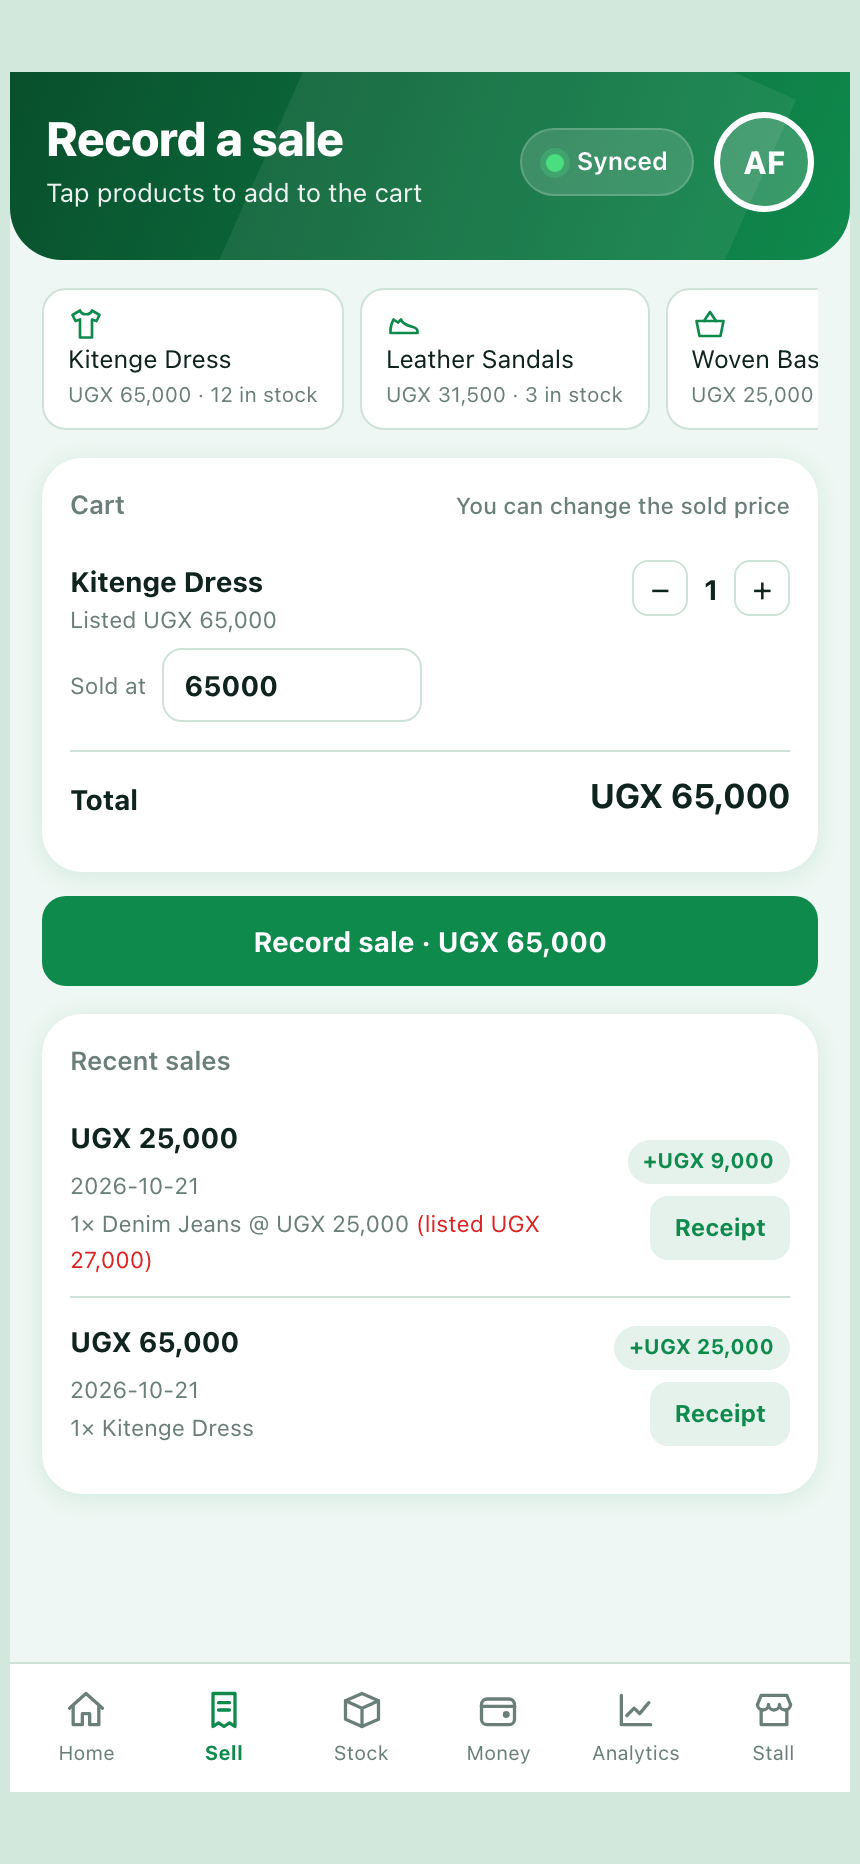 Record a sale
Tap products to add to the cart
Synced
AF
Kitenge Dress
UGX 65,000 · 12 in stock
Leather Sandals
UGX 31,500 · 3 in stock
Woven Bas
UGX 25,000
Cart
You can change the sold price
Kitenge Dress
Listed UGX 65,000
− 1 +
Sold at
65000
Total
UGX 65,000
Record sale · UGX 65,000
Recent sales
UGX 25,000
2026-10-21
1× Denim Jeans @ UGX 25,000 (listed UGX
27,000)
+UGX 9,000
Receipt
UGX 65,000
2026-10-21
1× Kitenge Dress
+UGX 25,000
Receipt
Home
Sell
Stock
Money
Analytics
Stall